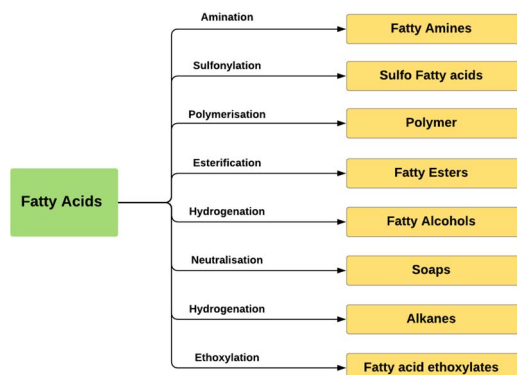 Amination
Fatty Amines
Sulfonylation
Sulfo Fatty acids
Polymerisation
Polymer
Esterification
Fatty Esters
Fatty Acids
Hydrogenation
Fatty Alcohols
Neutralisation
Soaps
Hydrogenation
Alkanes
Ethoxylation
Fatty acid ethoxylates